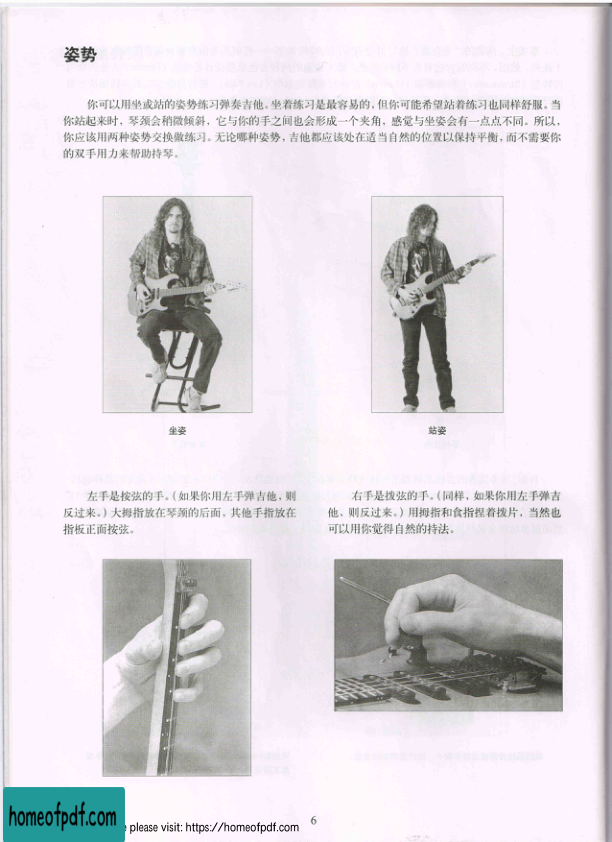 姿势
你可以用坐或站的姿势练习弹奏吉他。坐着练习是最容易的,但你可能希望站着练习也同样舒服。当
你站起来时,琴颈会稍微倾斜,它与你的手之间也会形成一个夹角,感觉与坐姿会有一点点不同。所以,
你应该用两种姿势交换做练习。无论哪种姿势,吉他都应该处在适当自然的位置以保持平衡,而不需要你
的双手用力来帮助持琴。
坐姿
站姿
左手是按弦的手。(如果你用左手弹吉他,则
反过来。)大拇指放在琴颈的后面,其他手指放在
指板正面按弦。
右手是拨弦的手。(同样,如果你用左手弹吉
他、则反过来。)用拇指和食指捏着拨片,当然也
可以用你觉得自然的持法。
6
homeofpdf.com
e please visit: https://homeofpdf.com